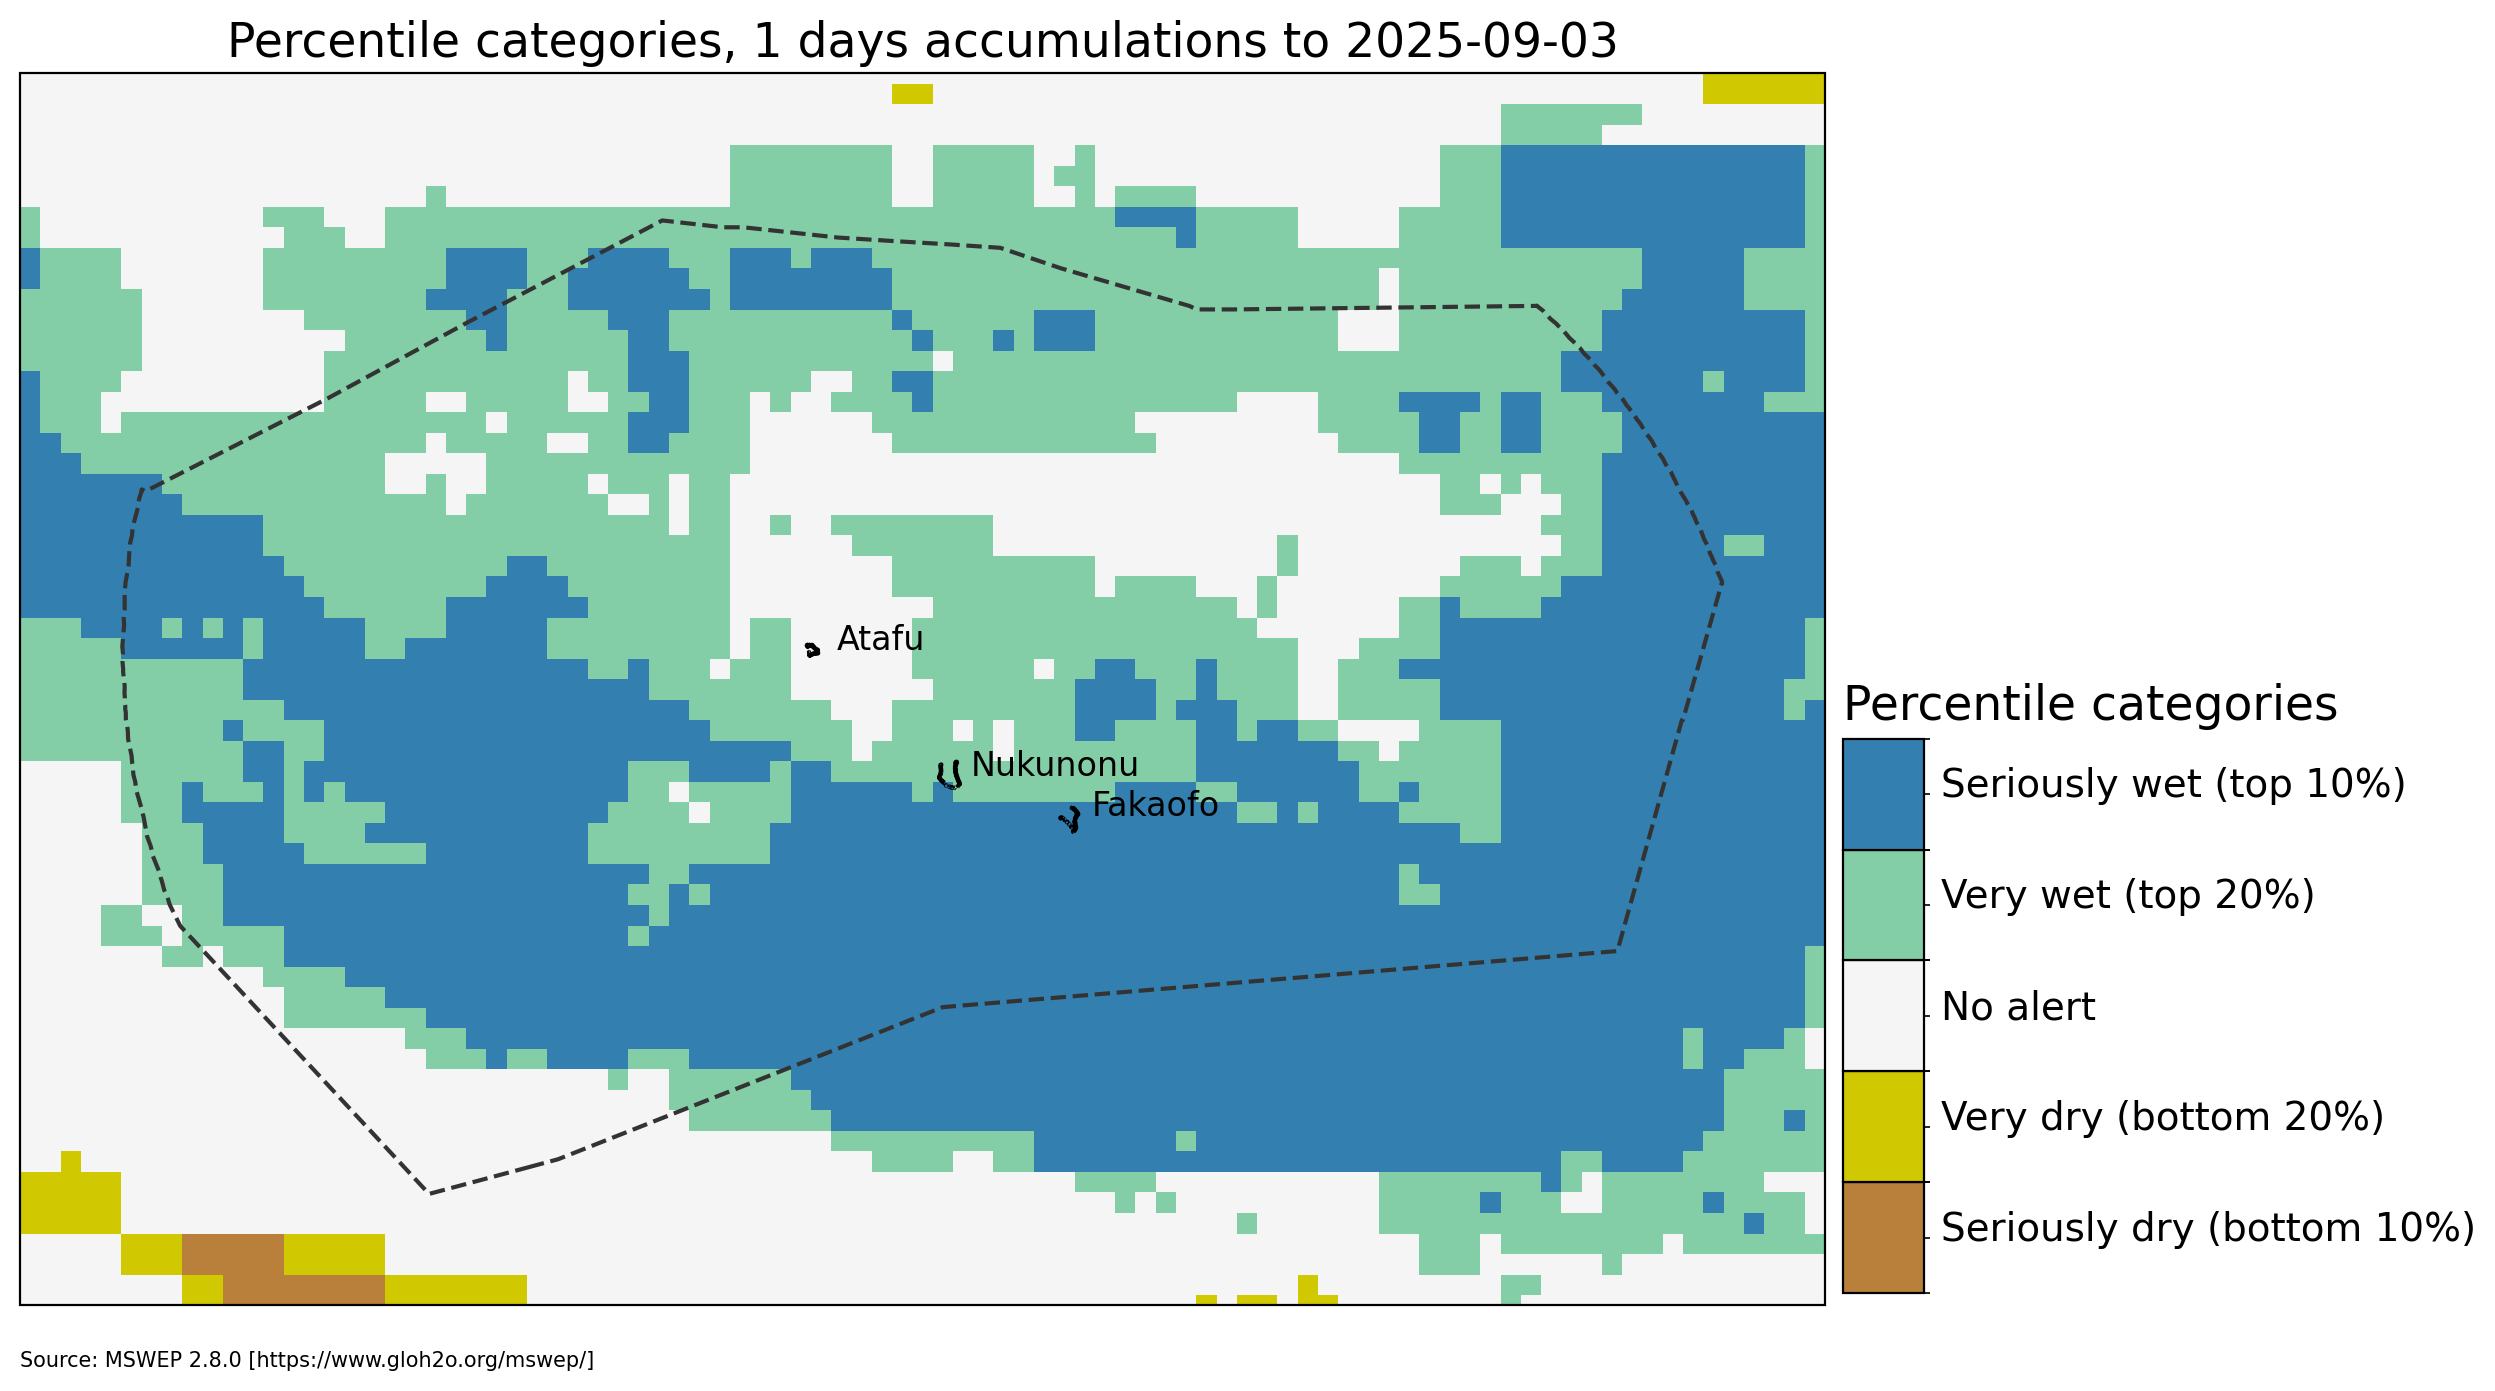 Percentile categories, 1 days accumulations to 2025-09-03
Atafu
Nukunonu
Fakaofo
Percentile categories
Seriously wet (top 10%)
Very wet (top 20%)
No alert
Very dry (bottom 20%)
Seriously dry (bottom 10%)
Source: MSWEP 2.8.0 [https://www.gloh2o.org/mswep/]